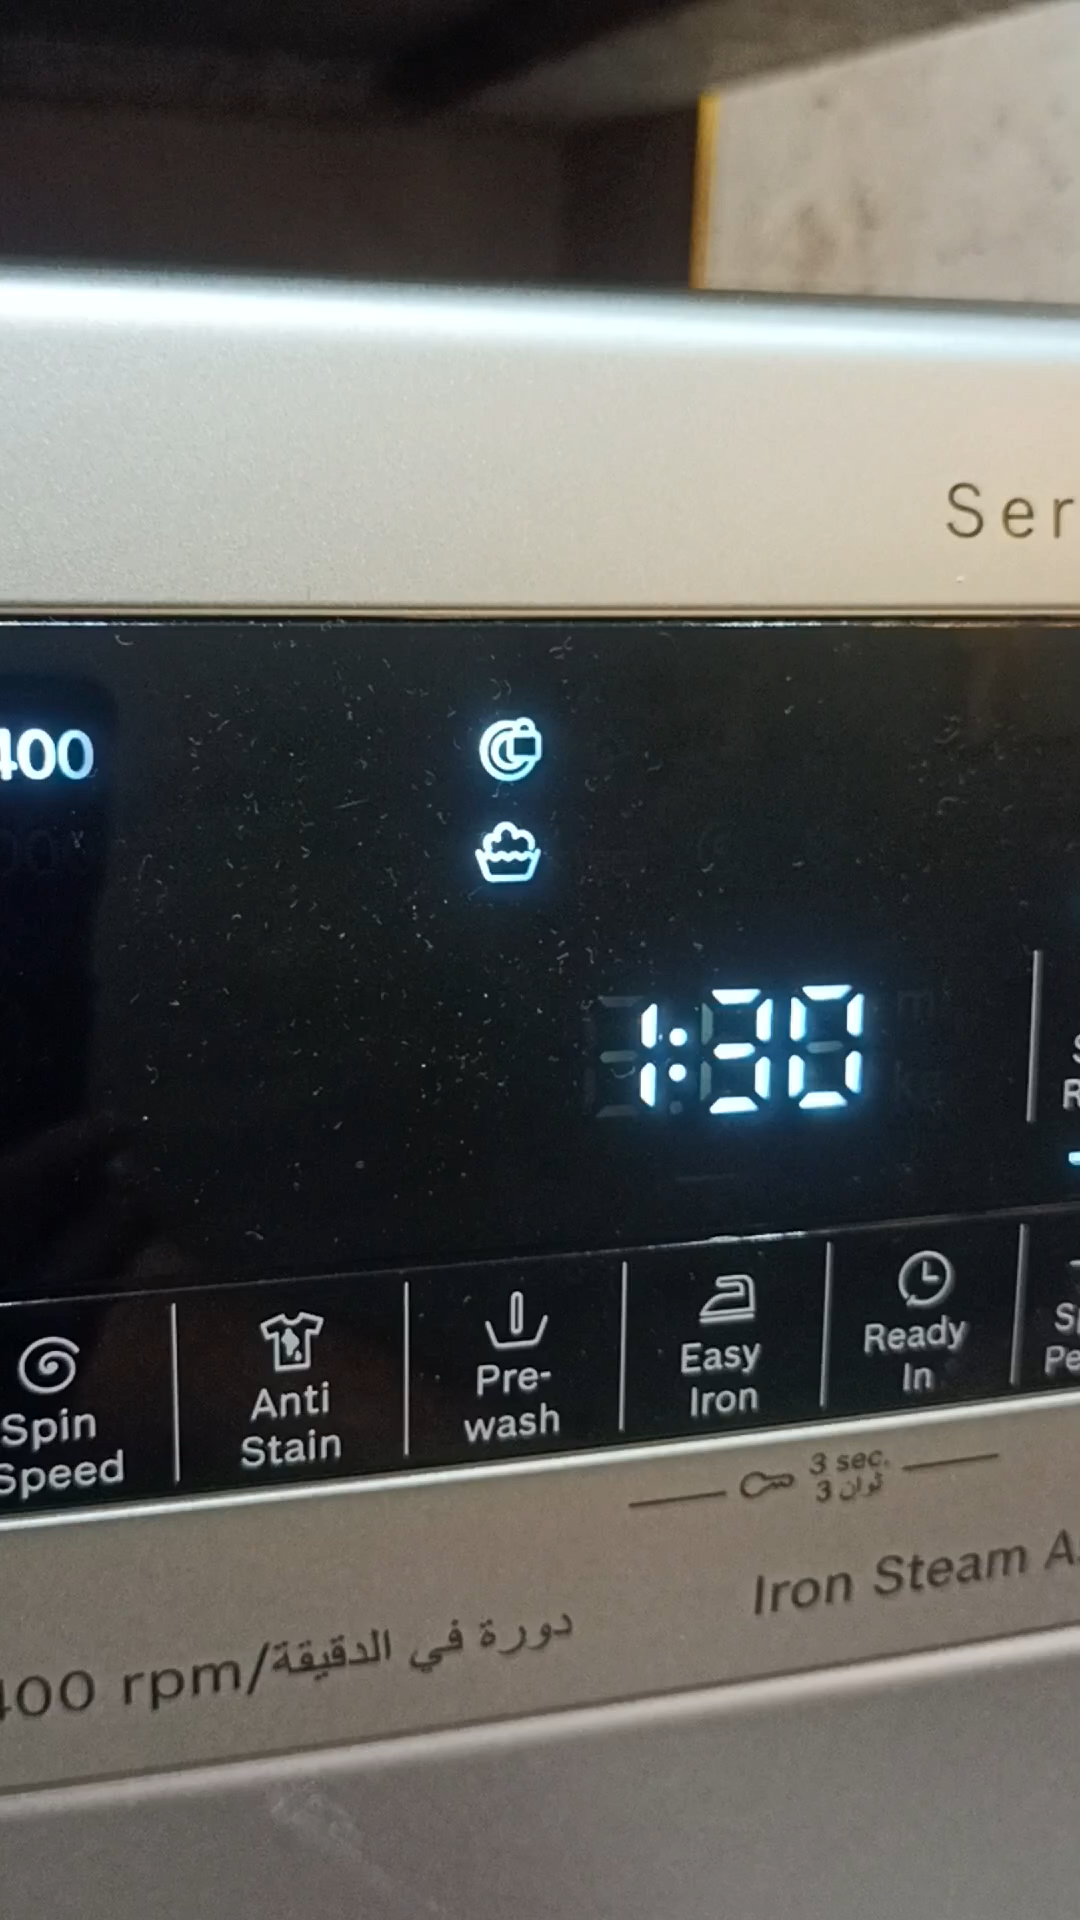 Ser
400
1:30
Spin
Speed
Anti
Stain
Pre-
wash
Easy
Iron
Ready
In
3 sec.
3 ثوان
Iron Steam A
400 rpm/دورة في الدقيقة